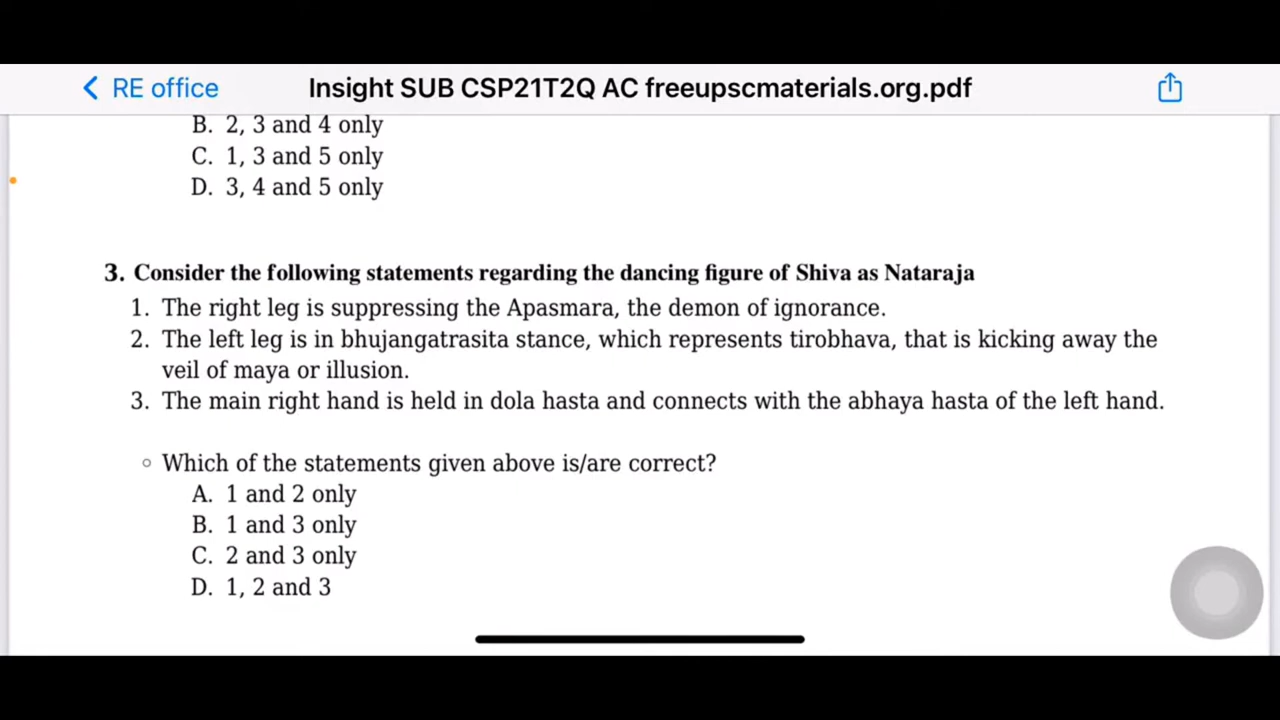 RE office
Insight SUB CSP21T2Q AC freeupscmaterials.org.pdf
B. 2, 3 and 4 only
C. 1, 3 and 5 only
D. 3, 4 and 5 only
3. Consider the following statements regarding the dancing figure of Shiva as Nataraja
1. The right leg is suppressing the Apasmara, the demon of ignorance.
2. The left leg is in bhujangatrasita stance, which represents tirobhava, that is kicking away the
veil of maya or illusion.
3. The main right hand is held in dola hasta and connects with the abhaya hasta of the left hand.
○ Which of the statements given above is/are correct?
A. 1 and 2 only
B. 1 and 3 only
C. 2 and 3 only
D. 1, 2 and 3